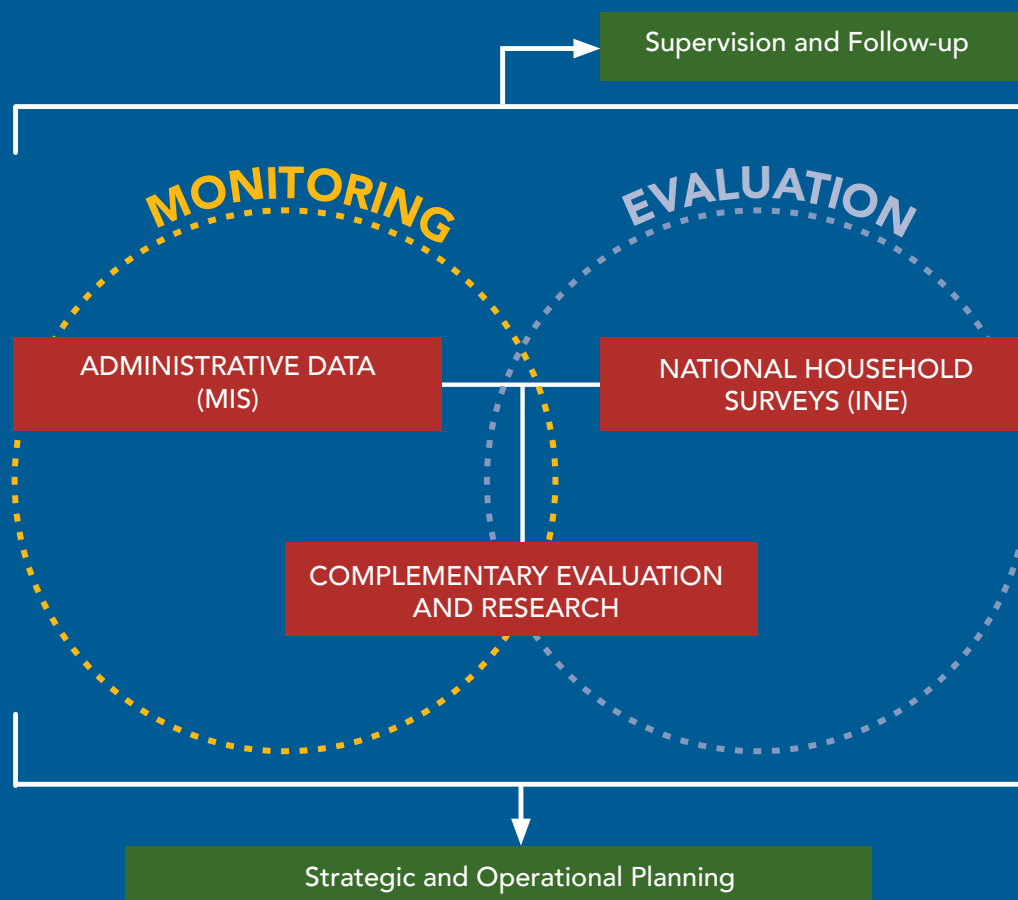 Supervision and Follow-up
MONITORING
EVALUATION
ADMINISTRATIVE DATA
(MIS)
NATIONAL HOUSEHOLD
SURVEYS (INE)
COMPLEMENTARY EVALUATION
AND RESEARCH
Strategic and Operational Planning